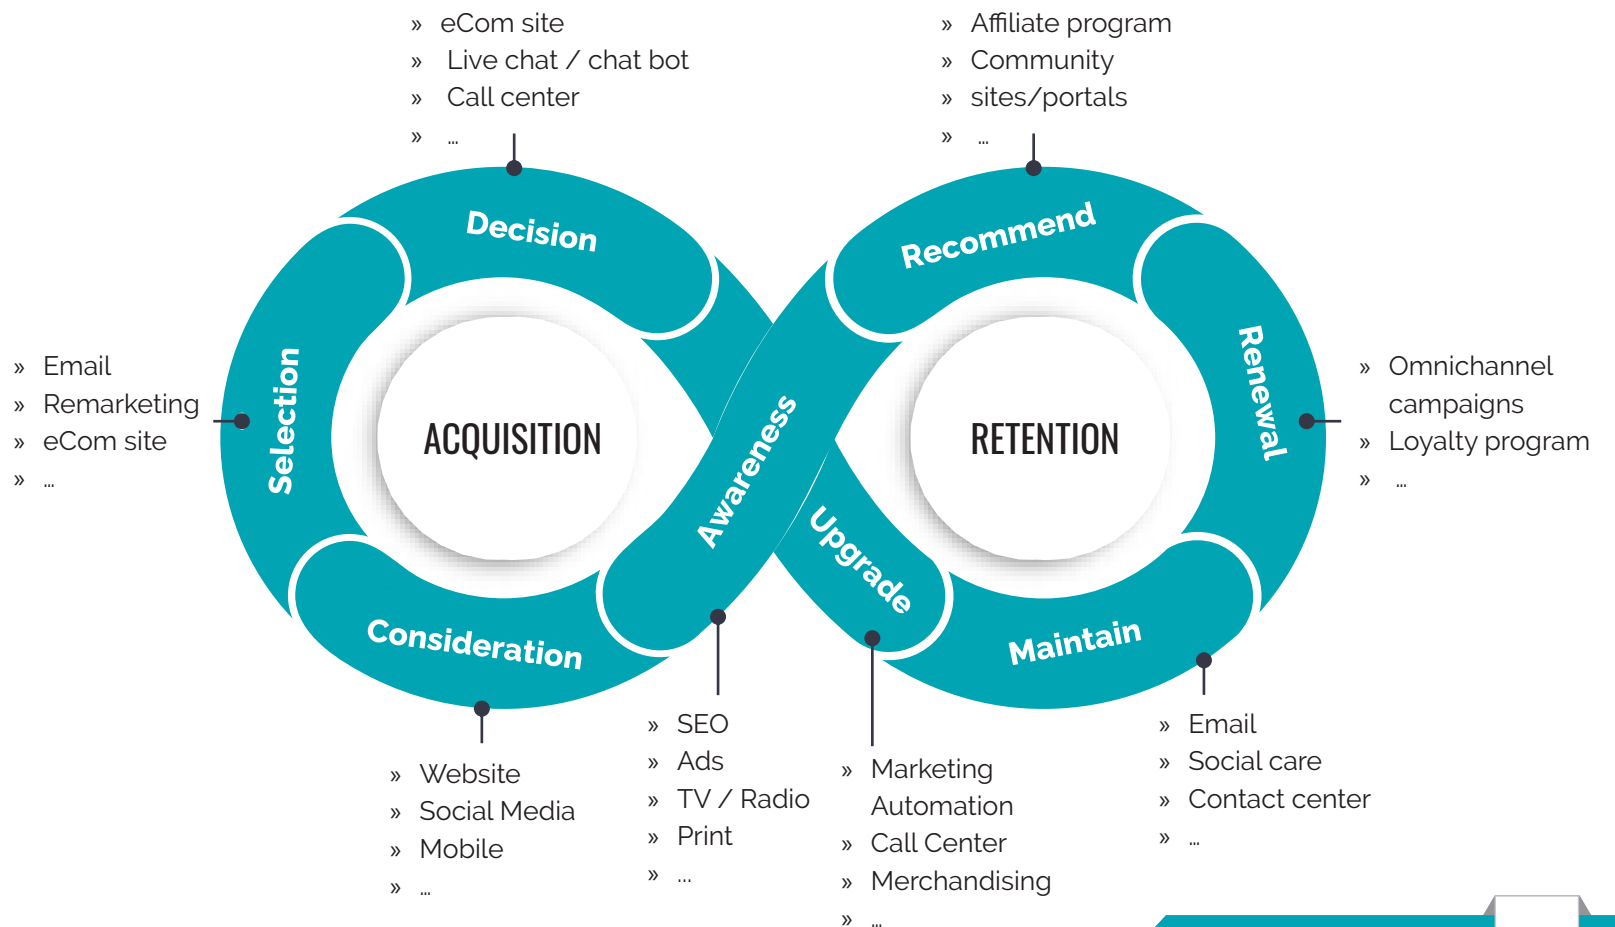 » eCom site
» Live chat / chat bot
» Call center
» ...
» Affiliate program
» Community
» sites/portals
» ...
Decision
Recommend
Selection
Renewal
ACQUISITION
RETENTION
Awareness
Upgrade
Consideration
Maintain
» Email
» Remarketing
» eCom site
» ...
» Omnichannel
campaigns
» Loyalty program
» ...
» Website
» Social Media
» Mobile
» ...
» SEO
» Ads
» TV / Radio
» Print
» ...
» Marketing
Automation
» Call Center
» Merchandising
» ...
» Email
» Social care
» Contact center
» ...